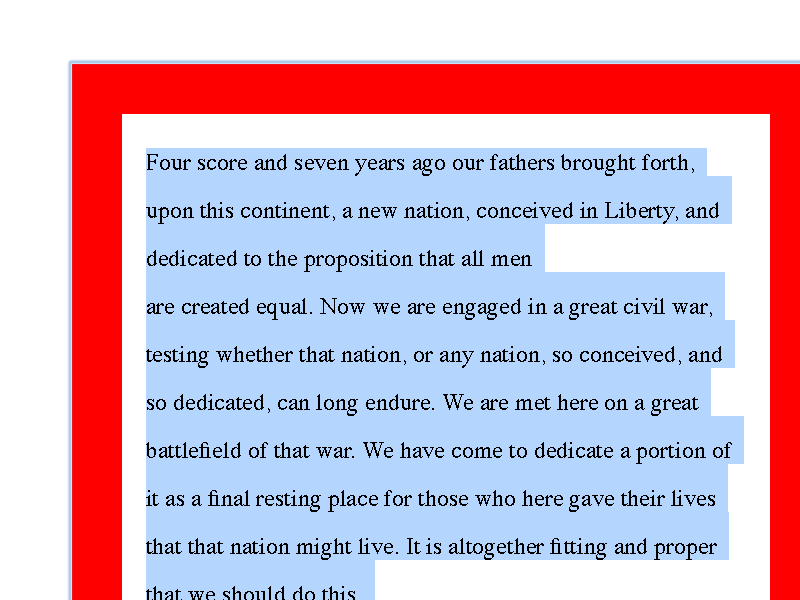 Four score and seven years ago our fathers brought forth,
upon this continent, a new nation, conceived in Liberty, and
dedicated to the proposition that all men
are created equal. Now we are engaged in a great civil war,
testing whether that nation, or any nation, so conceived, and
so dedicated, can long endure. We are met here on a great
battlefield of that war. We have come to dedicate a portion of
it as a final resting place for those who here gave their lives
that that nation might live. It is altogether fitting and proper
that we should do this